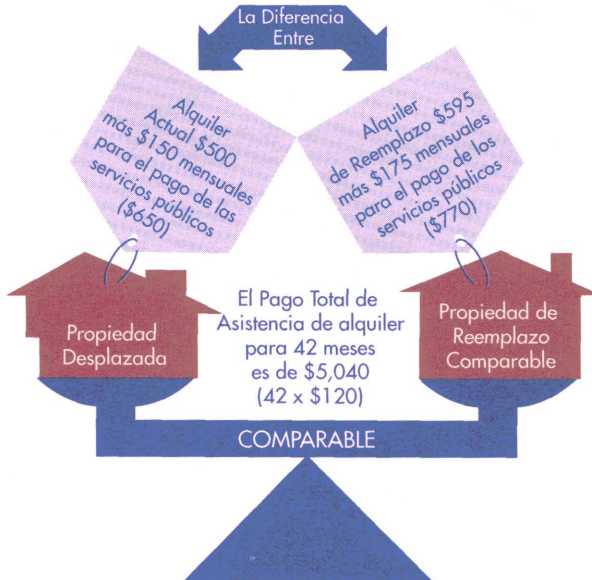 La Diferencia
Entre
Alquiler
Actual $500
más $150 mensuales
para el pago de las
servicios públicos
($650)
Alquiler
de Reemplazo $595
más $175 mensuales
para el pago de los
servicios públicos
($770)
Propiedad
Desplazada
El Pago Total de
Asistencia de alquiler
para 42 meses
es de $5,040
(42 x $120)
Propiedad de
Reemplazo
Comparable
COMPARABLE